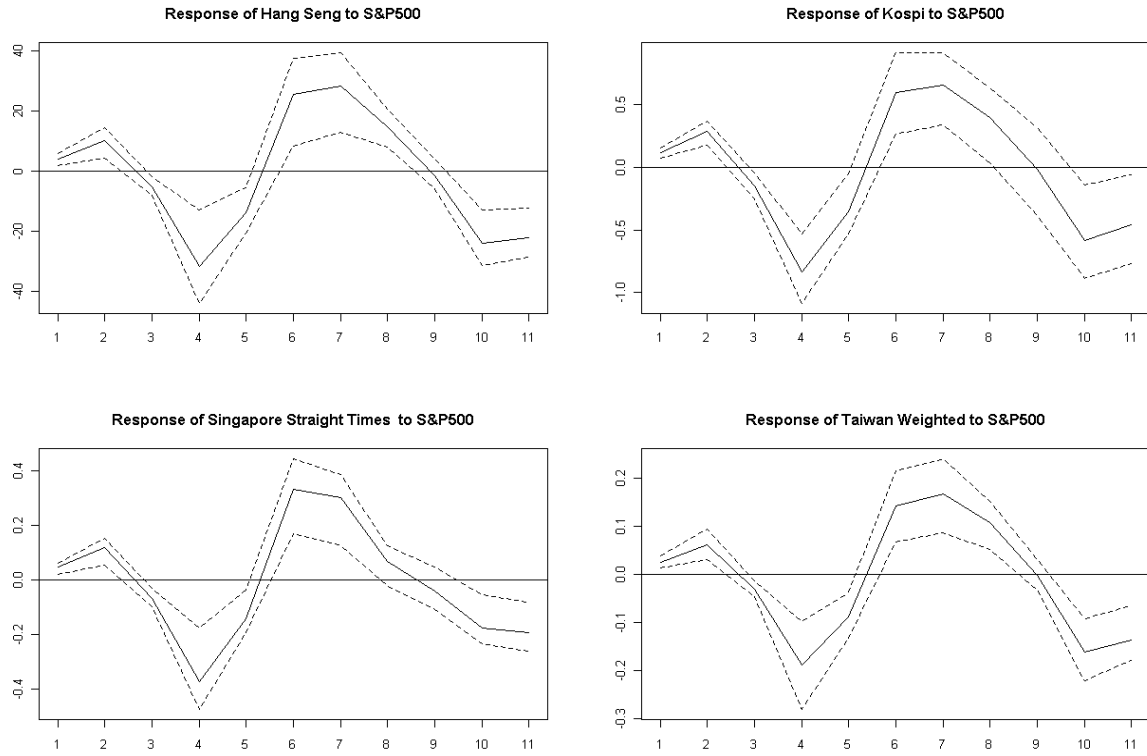 Response of Hang Seng to S&P500
40
20
0
-20
-40
1 2 3 4 5 6 7 8 9 10 11
Response of Kospi to S&P500
0.5
0.0
-0.5
-1.0
1 2 3 4 5 6 7 8 9 10 11
Response of Singapore Straight Times to S&P500
0.4
0.2
0.0
-0.2
-0.4
1 2 3 4 5 6 7 8 9 10 11
Response of Taiwan Weighted to S&P500
0.2
0.1
0.0
-0.1
-0.2
-0.3
1 2 3 4 5 6 7 8 9 10 11